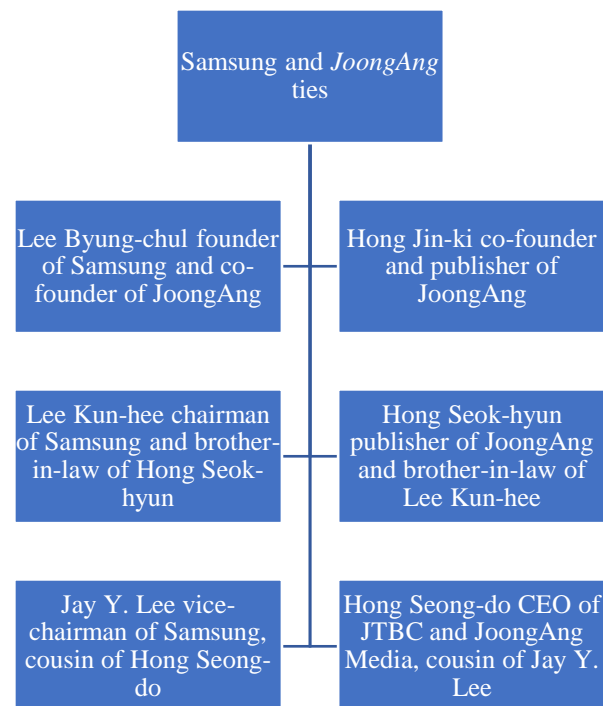 Samsung and JoongAng
ties
Lee Byung-chul founder
of Samsung and co-
founder of JoongAng
Hong Jin-ki co-founder
and publisher of
JoongAng
Lee Kun-hee chairman
of Samsung and brother-
in-law of Hong Seok-
hyun
Hong Seok-hyun
publisher of JoongAng
and brother-in-law of
Lee Kun-hee
Jay Y. Lee vice-
chairman of Samsung,
cousin of Hong Seong-
do
Hong Seong-do CEO of
JTBC and JoongAng
Media, cousin of Jay Y.
Lee